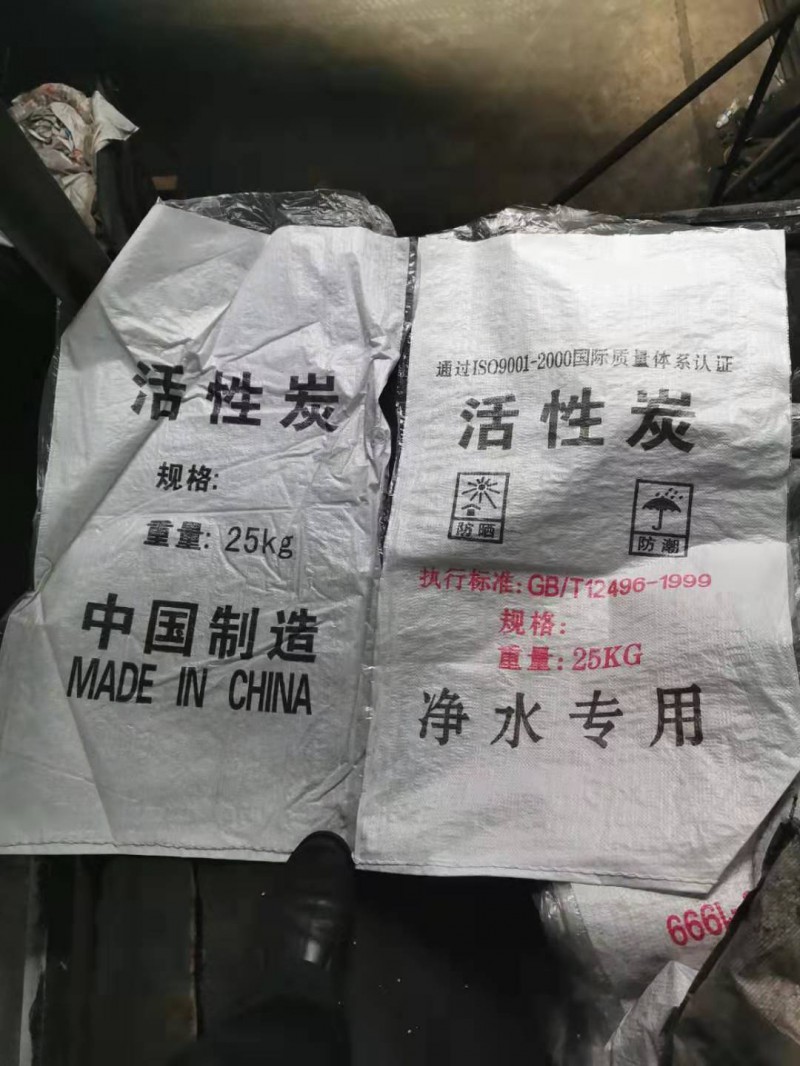 活性炭
规格:
重量: 25kg
中国制造
MADE IN CHINA
通过ISO9001-2000国际质量体系认证
活性炭
防晒
防潮
执行标准: GB/T12496-1999
规格:
重量: 25KG
净水专用
-1999